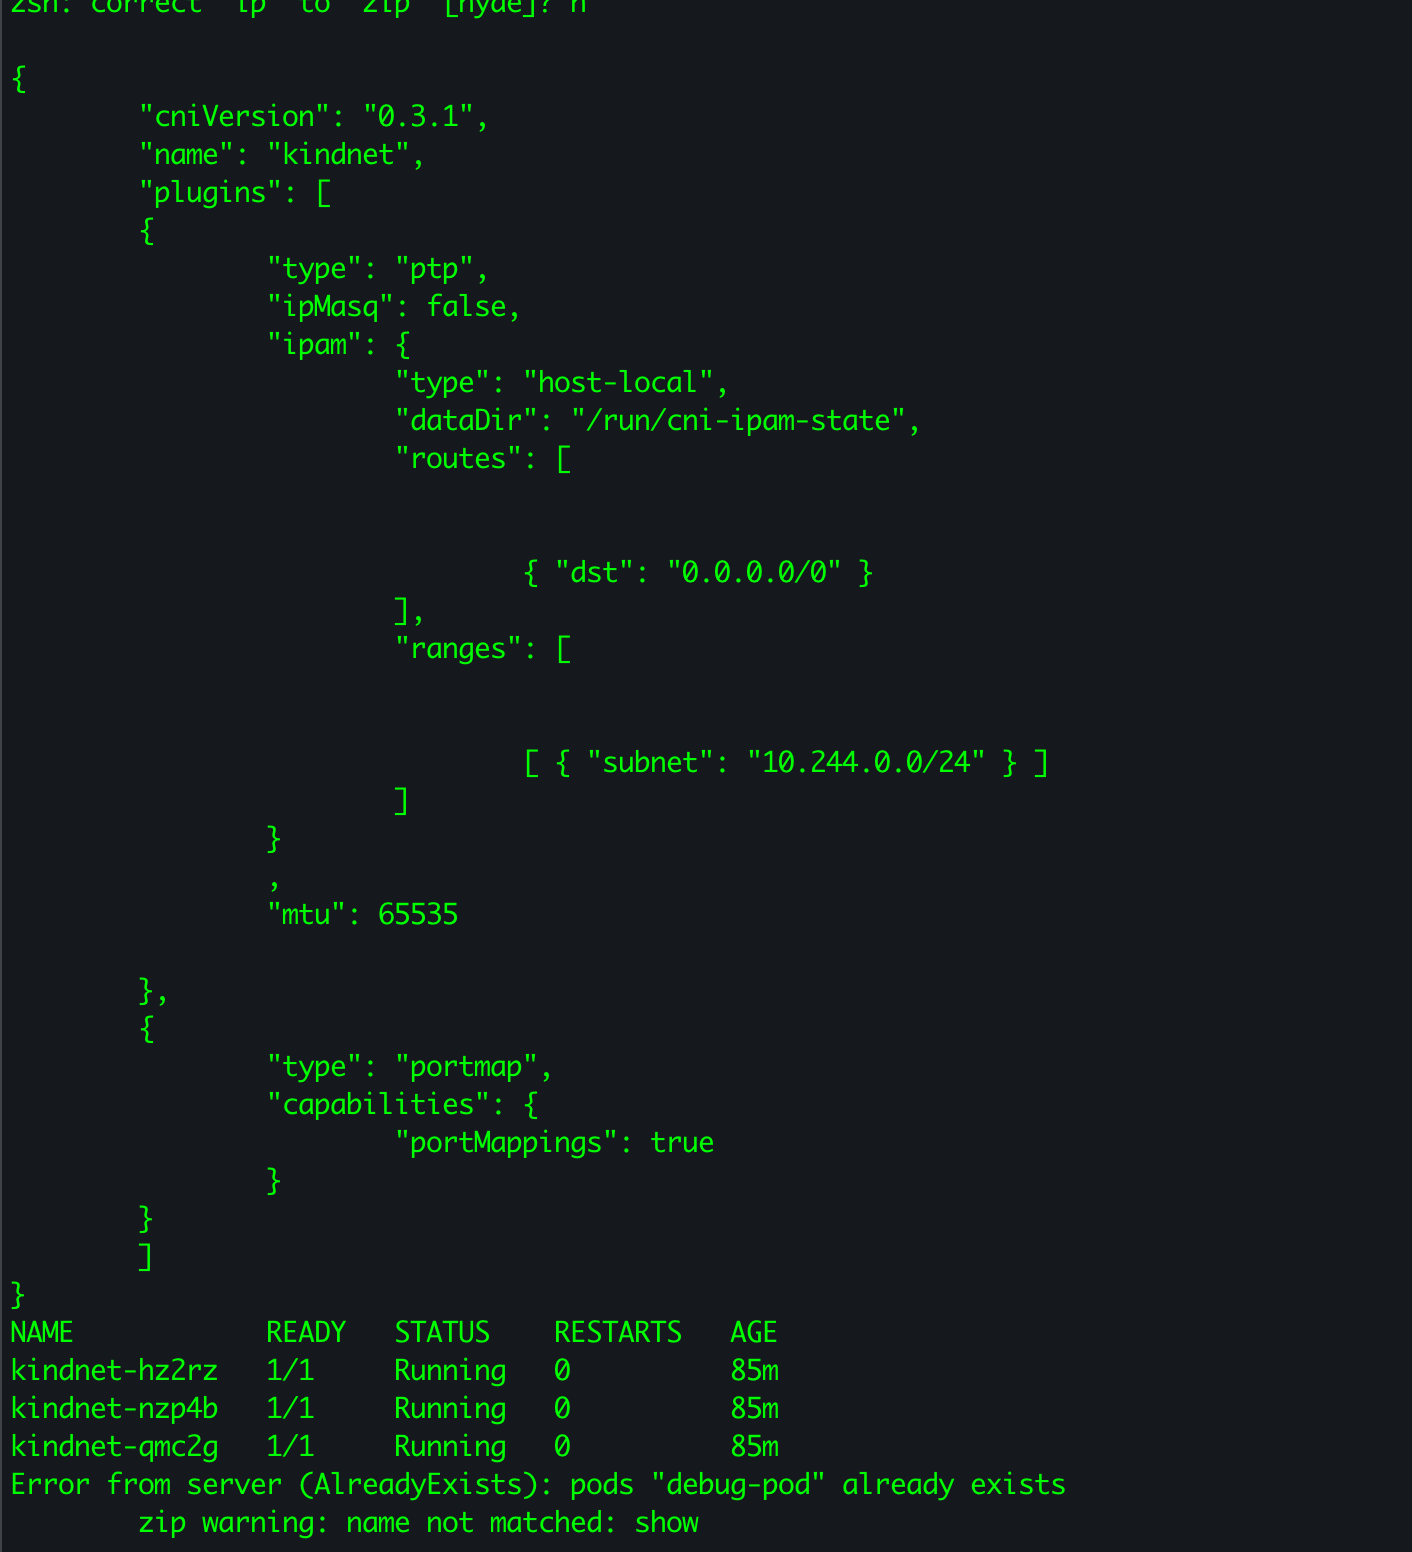 zsh: correct 'ip' to 'zip' [nyde]? n
{
"cniVersion": "0.3.1",
"name": "kindnet",
"plugins": [
{
"type": "ptp",
"ipMasq": false,
"ipam": {
"type": "host-local",
"dataDir": "/run/cni-ipam-state",
"routes": [
{ "dst": "0.0.0.0/0" }
],
"ranges": [
[ { "subnet": "10.244.0.0/24" } ]
]
}
,
"mtu": 65535
},
{
"type": "portmap",
"capabilities": {
"portMappings": true
}
}
]
}
NAME READY STATUS RESTARTS AGE
kindnet-hz2rz 1/1 Running 0 85m
kindnet-nzp4b 1/1 Running 0 85m
kindnet-qmc2g 1/1 Running 0 85m
Error from server (AlreadyExists): pods "debug-pod" already exists
zip warning: name not matched: show